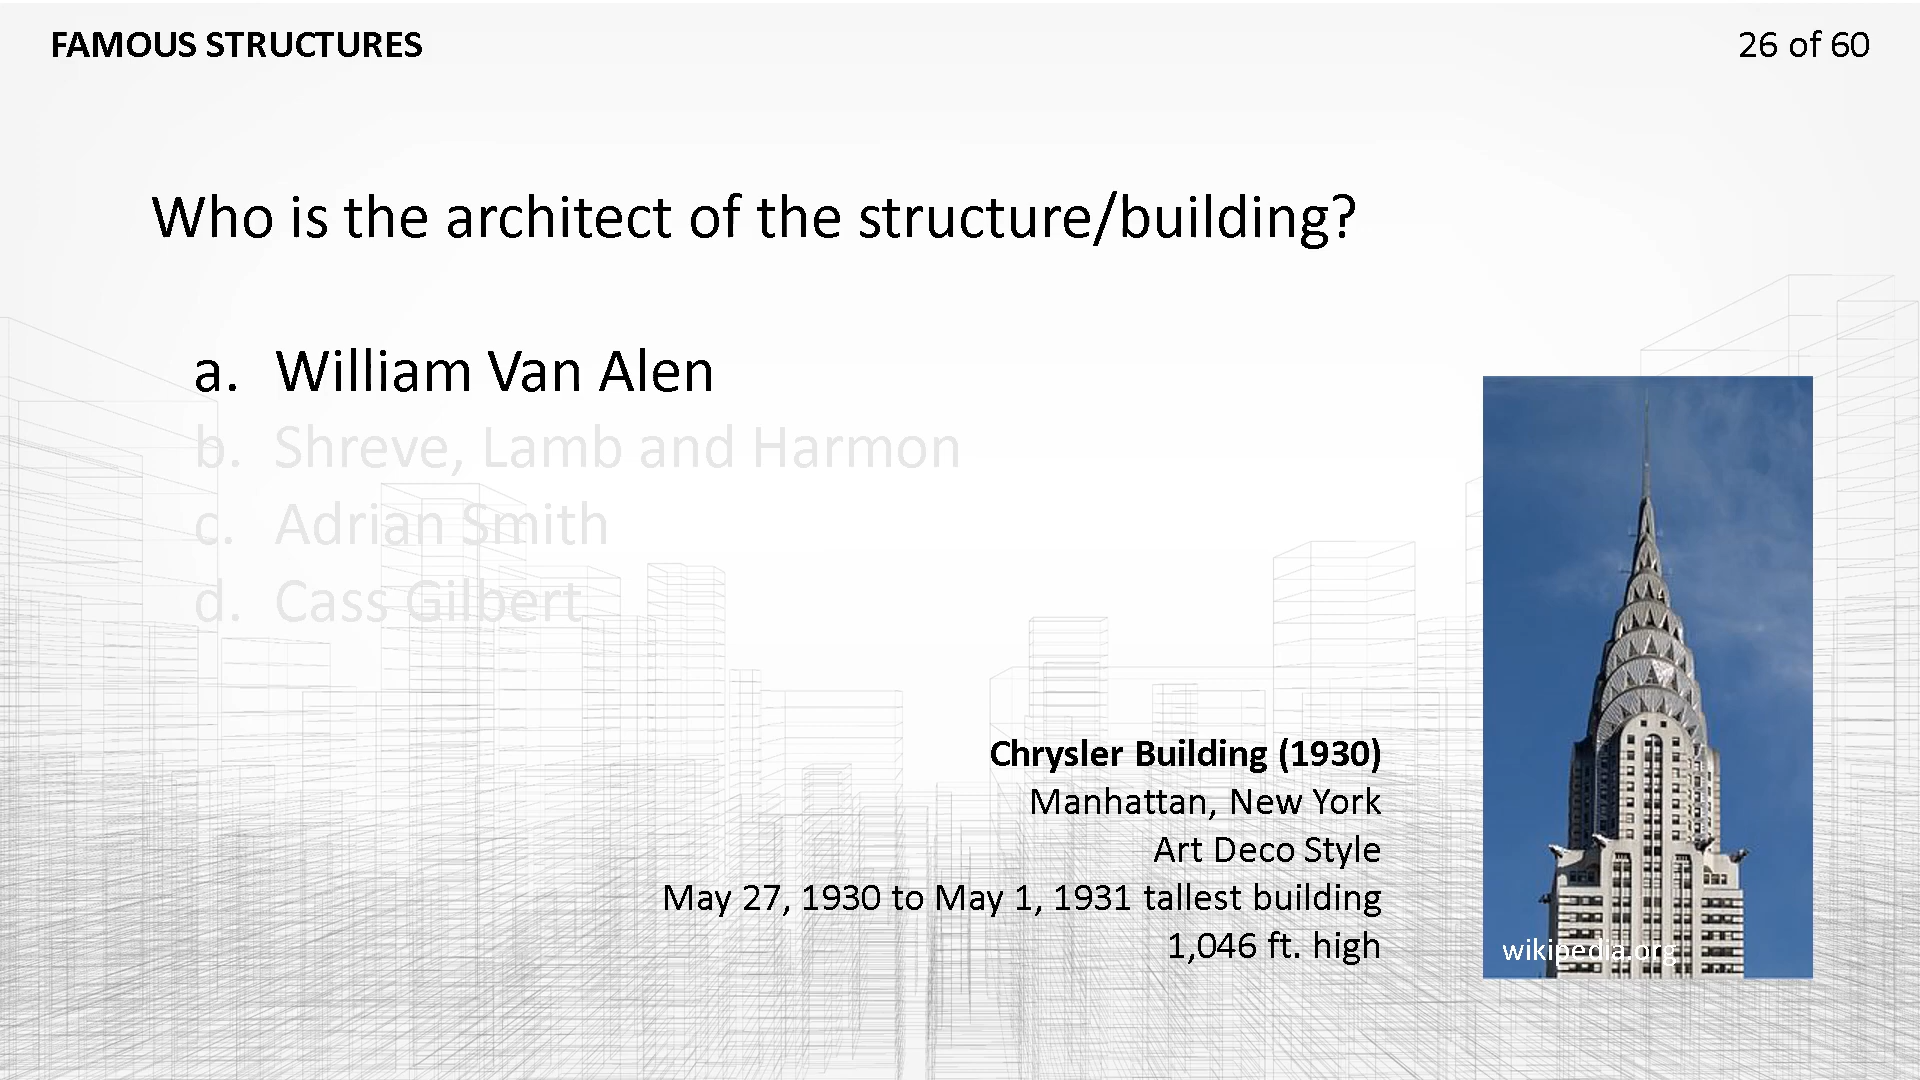 FAMOUS STRUCTURES
26 of 60
Who is the architect of the structure/building?
a. William Van Alen
b. Shreve, Lamb and Harmon
c. Adrian Smith
d. Cass Gilbert
Chrysler Building (1930)
Manhattan, New York
Art Deco Style
May 27, 1930 to May 1, 1931 tallest building
1,046 ft. high
wikipedia.org